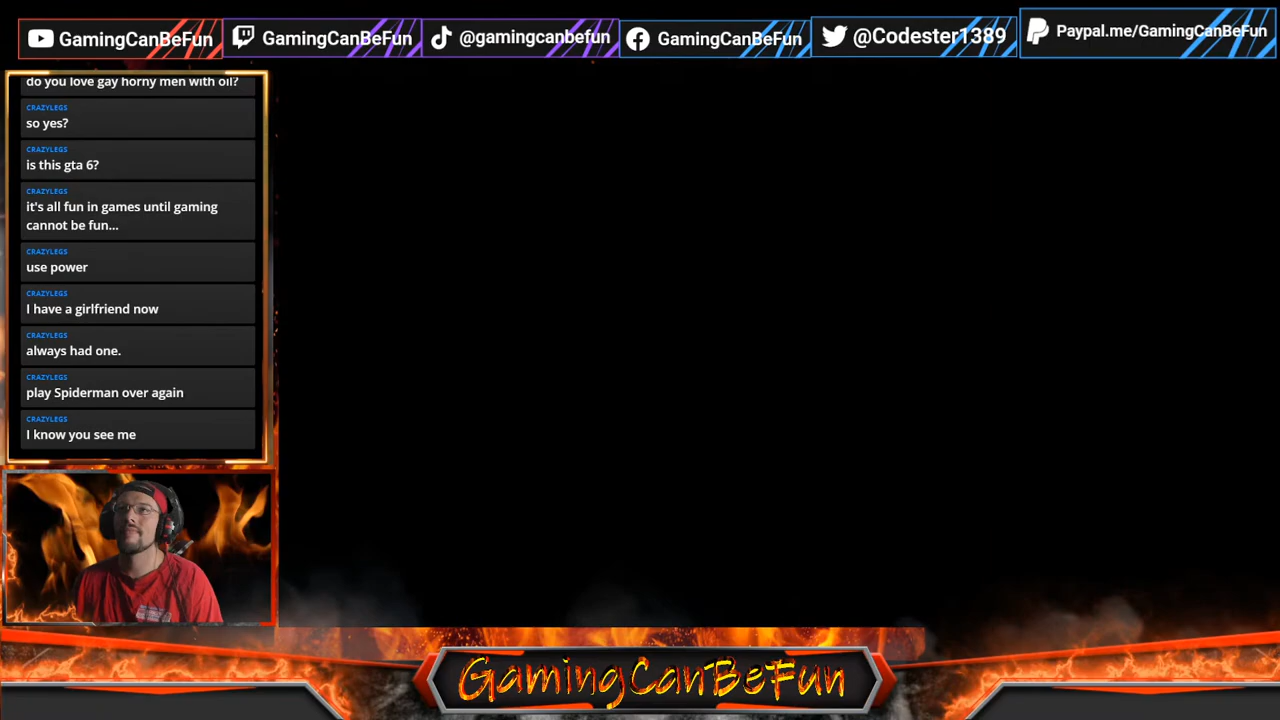 GamingCanBeFun
GamingCanBeFun
@gamingcanbefun
GamingCanBeFun
@Codester1389
Paypal.me/GamingCanBeFun
do you love gay horny men with oil?
CRAZYLEGS
so yes?
CRAZYLEGS
is this gta 6?
CRAZYLEGS
it's all fun in games until gaming
cannot be fun...
CRAZYLEGS
use power
CRAZYLEGS
I have a girlfriend now
CRAZYLEGS
always had one.
CRAZYLEGS
play Spiderman over again
CRAZYLEGS
I know you see me
GamingCanBeFun